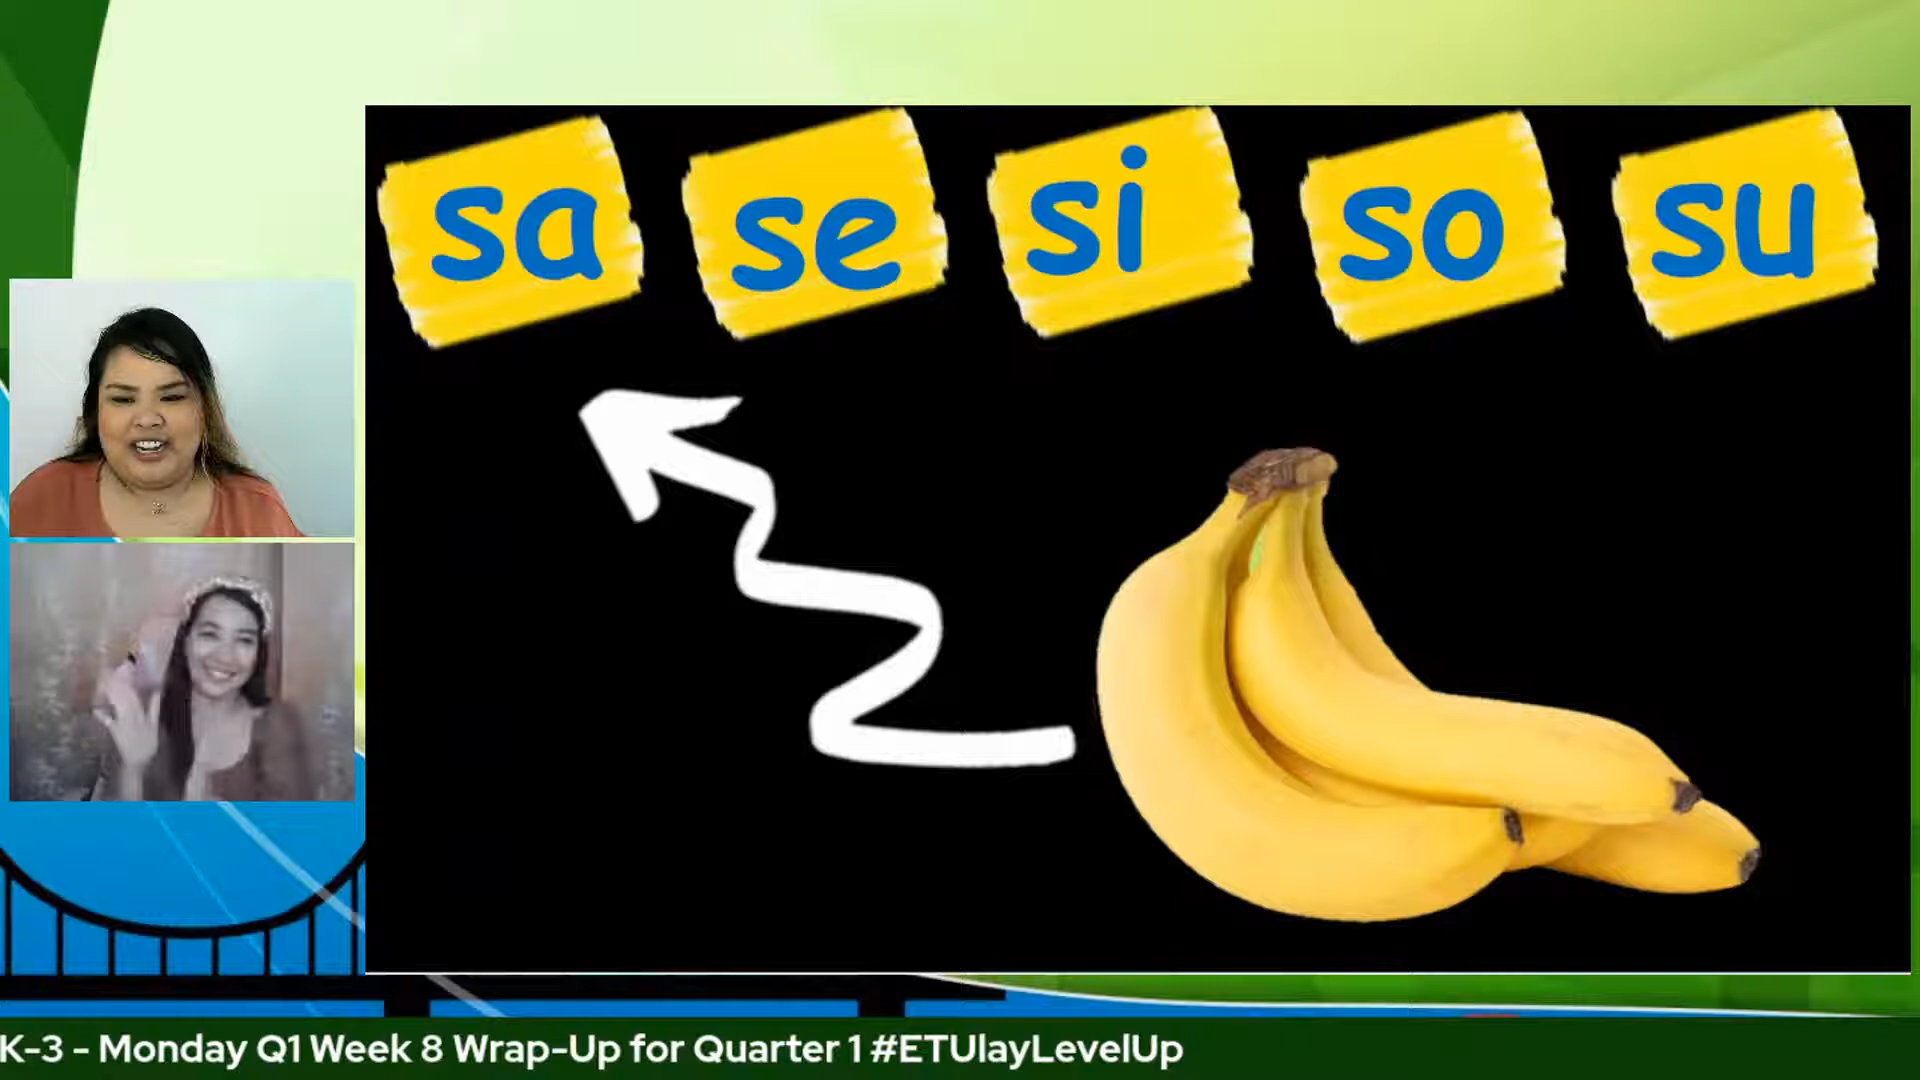 sa se si so su
K-3 - Monday Q1 Week 8 Wrap-Up for Quarter 1 #ETUlayLevelUp